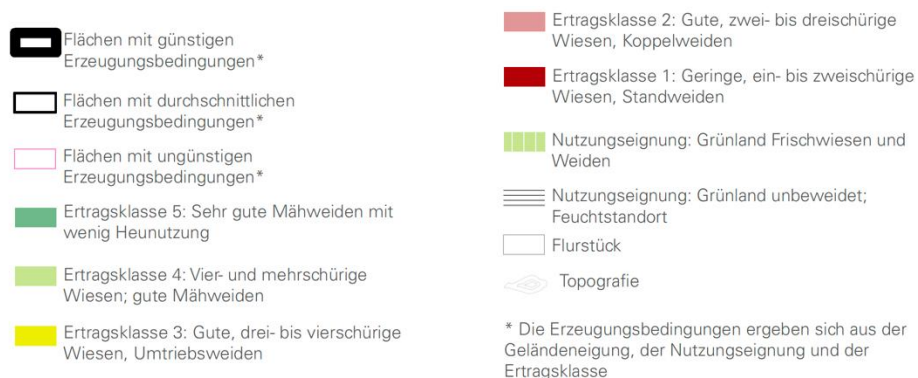 Flächen mit günstigen
Erzeugungsbedingungen*
Flächen mit durchschnittlichen
Erzeugungsbedingungen*
Flächen mit ungünstigen
Erzeugungsbedingungen*
Ertragsklasse 5: Sehr gute Mähweiden mit
wenig Heunutzung
Ertragsklasse 4: Vier- und mehrschürige
Wiesen; gute Mähweiden
Ertragsklasse 3: Gute, drei- bis vierschürige
Wiesen, Umtriebsweiden
Ertragsklasse 2: Gute, zwei- bis dreischürige
Wiesen, Koppelweiden
Ertragsklasse 1: Geringe, ein- bis zweischürige
Wiesen, Standweiden
Nutzungseignung: Grünland Frischwiesen und
Weiden
Nutzungseignung: Grünland unbeweidet;
Feuchtstandort
Flurstück
Topografie
* Die Erzeugungsbedingungen ergeben sich aus der
Geländeneigung, der Nutzungseignung und der
Ertragsklasse